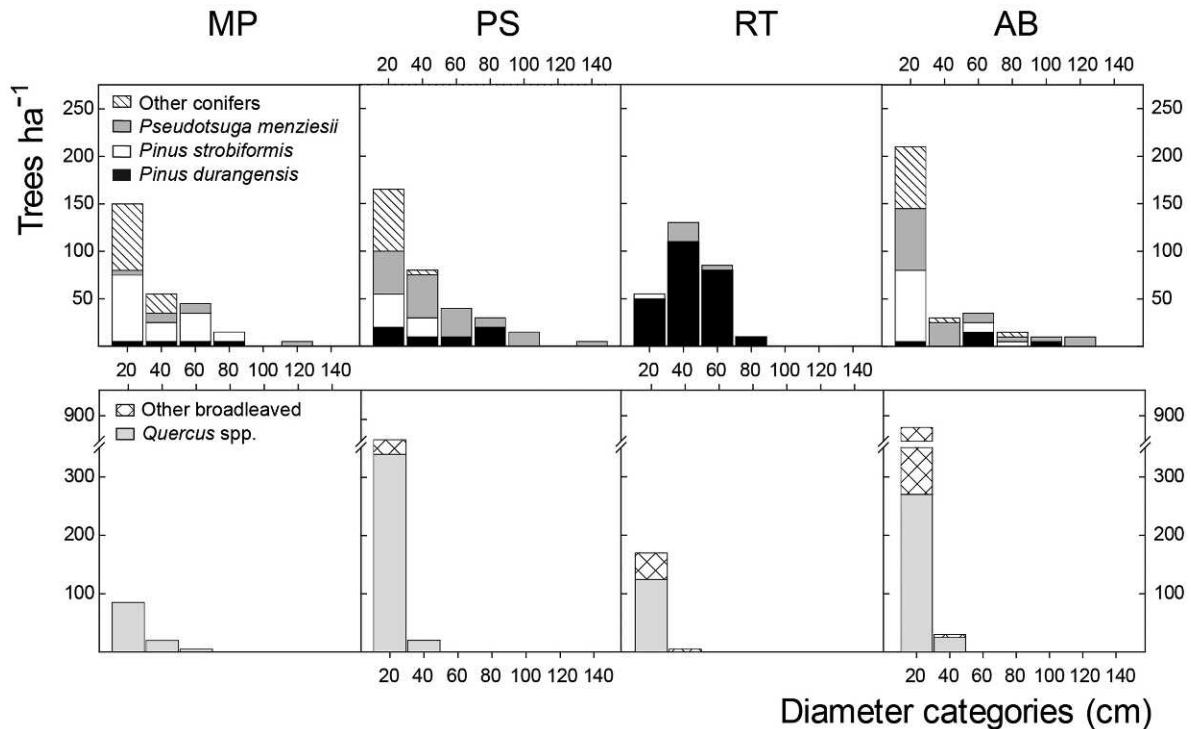 MP PS RT AB
20 40 60 80 100 120 140 20 40 60 80 100 120 140
Trees ha⁻¹
250 250
200 200
150 150
100 100
50 50
Other conifers
Pseudotsuga menziesii
Pinus strobiformis
Pinus durangensis
20 40 60 80 100 120 140 20 40 60 80 100 120 140
900 900
300 300
200 200
100 100
Other broadleaved
Quercus spp.
20 40 60 80 100 120 140 20 40 60 80 100 120 140
Diameter categories (cm)